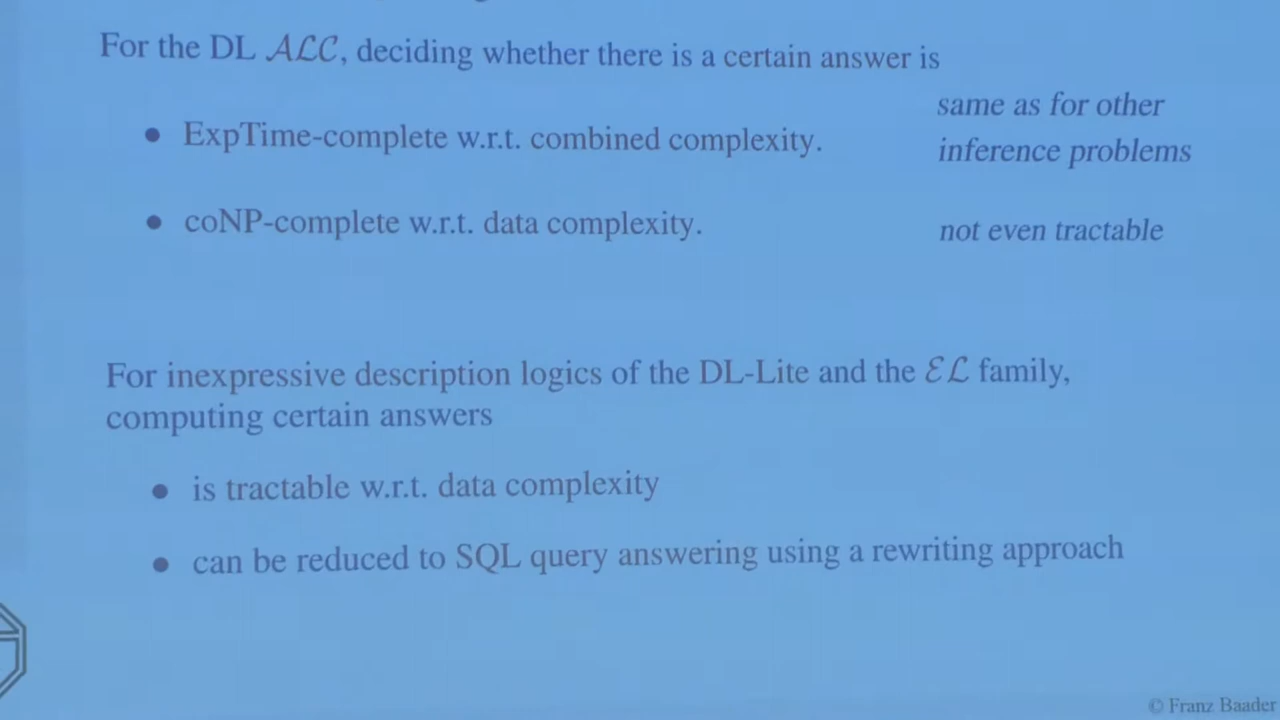 For the DL ALC, deciding whether there is a certain answer is
same as for other
• ExpTime-complete w.r.t. combined complexity.
inference problems
• coNP-complete w.r.t. data complexity.
not even tractable
For inexpressive description logics of the DL-Lite and the EL family,
computing certain answers
• is tractable w.r.t. data complexity
• can be reduced to SQL query answering using a rewriting approach
© Franz Baader